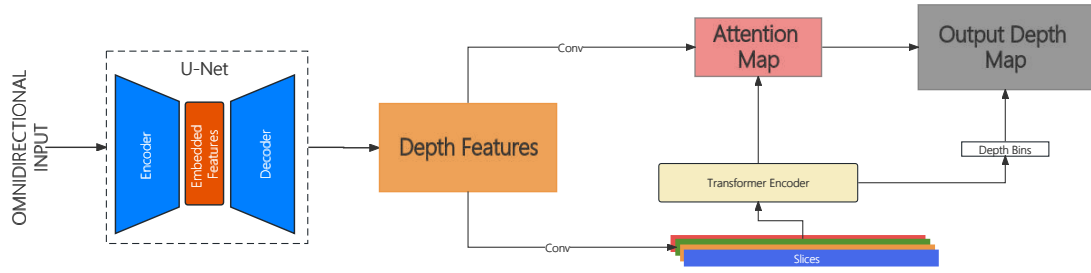 OMNIDIRECTIONAL
INPUT
U-Net
Encoder
Embedded
Features
Decoder
Depth Features
Conv
Attention
Map
Output Depth
Map
Depth Bins
Transformer Encoder
Conv
Slices